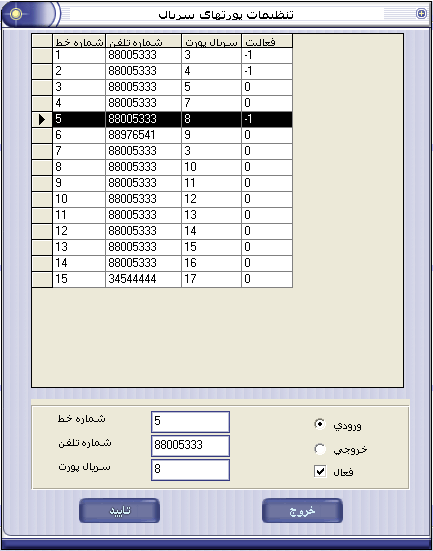 تنظیمات پورتهای سریال
شماره خط شماره تلفن سریال پورت فعالیت
1 88005333 3 -1
2 88005333 4 -1
3 88005333 5 0
4 88005333 7 0
5 88005333 8 -1
6 88976541 9 0
7 88005333 3 0
8 88005333 10 0
9 88005333 11 0
10 88005333 12 0
11 88005333 13 0
12 88005333 14 0
13 88005333 15 0
14 88005333 16 0
15 34544444 17 0
شماره خط 5 ورودي
شماره تلفن 88005333 خروجي
سریال پورت 8 فعال
تایید خروج